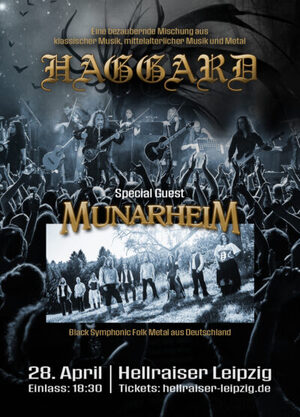 Eine bezaubernde Mischung aus
klassischer Musik, mittelalterlicher Musik und Metal
HAGGARD
Special Guest
MUNARHEIM
Black Symphonic Folk Metal aus Deutschland
28. April | Hellraiser Leipzig
Einlass: 18:30 | Tickets: hellraiser-leipzig.de